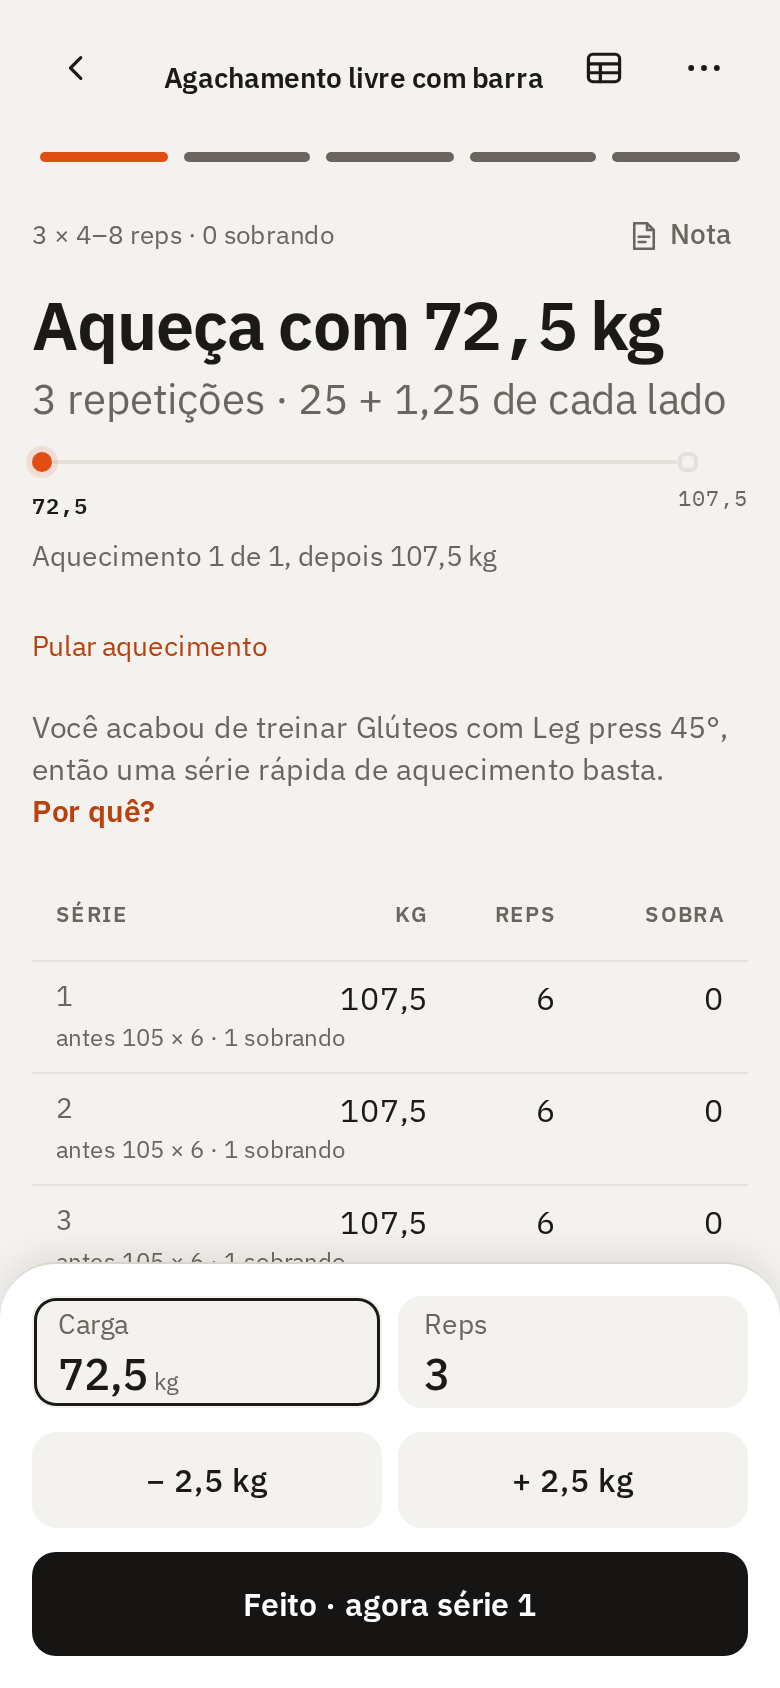 Agachamento livre com barra
3 × 4–8 reps · 0 sobrando
Nota
Aqueça com 72,5 kg
3 repetições · 25 + 1,25 de cada lado
72,5
107,5
Aquecimento 1 de 1, depois 107,5 kg
Pular aquecimento
Você acabou de treinar Glúteos com Leg press 45°,
então uma série rápida de aquecimento basta.
Por quê?
SÉRIE KG REPS SOBRA
1 107,5 6 0
antes 105 × 6 · 1 sobrando
2 107,5 6 0
antes 105 × 6 · 1 sobrando
3 107,5 6 0
antes 105 × 6 · 1 sobrando
Carga
72,5 kg
Reps
3
− 2,5 kg
+ 2,5 kg
Feito · agora série 1